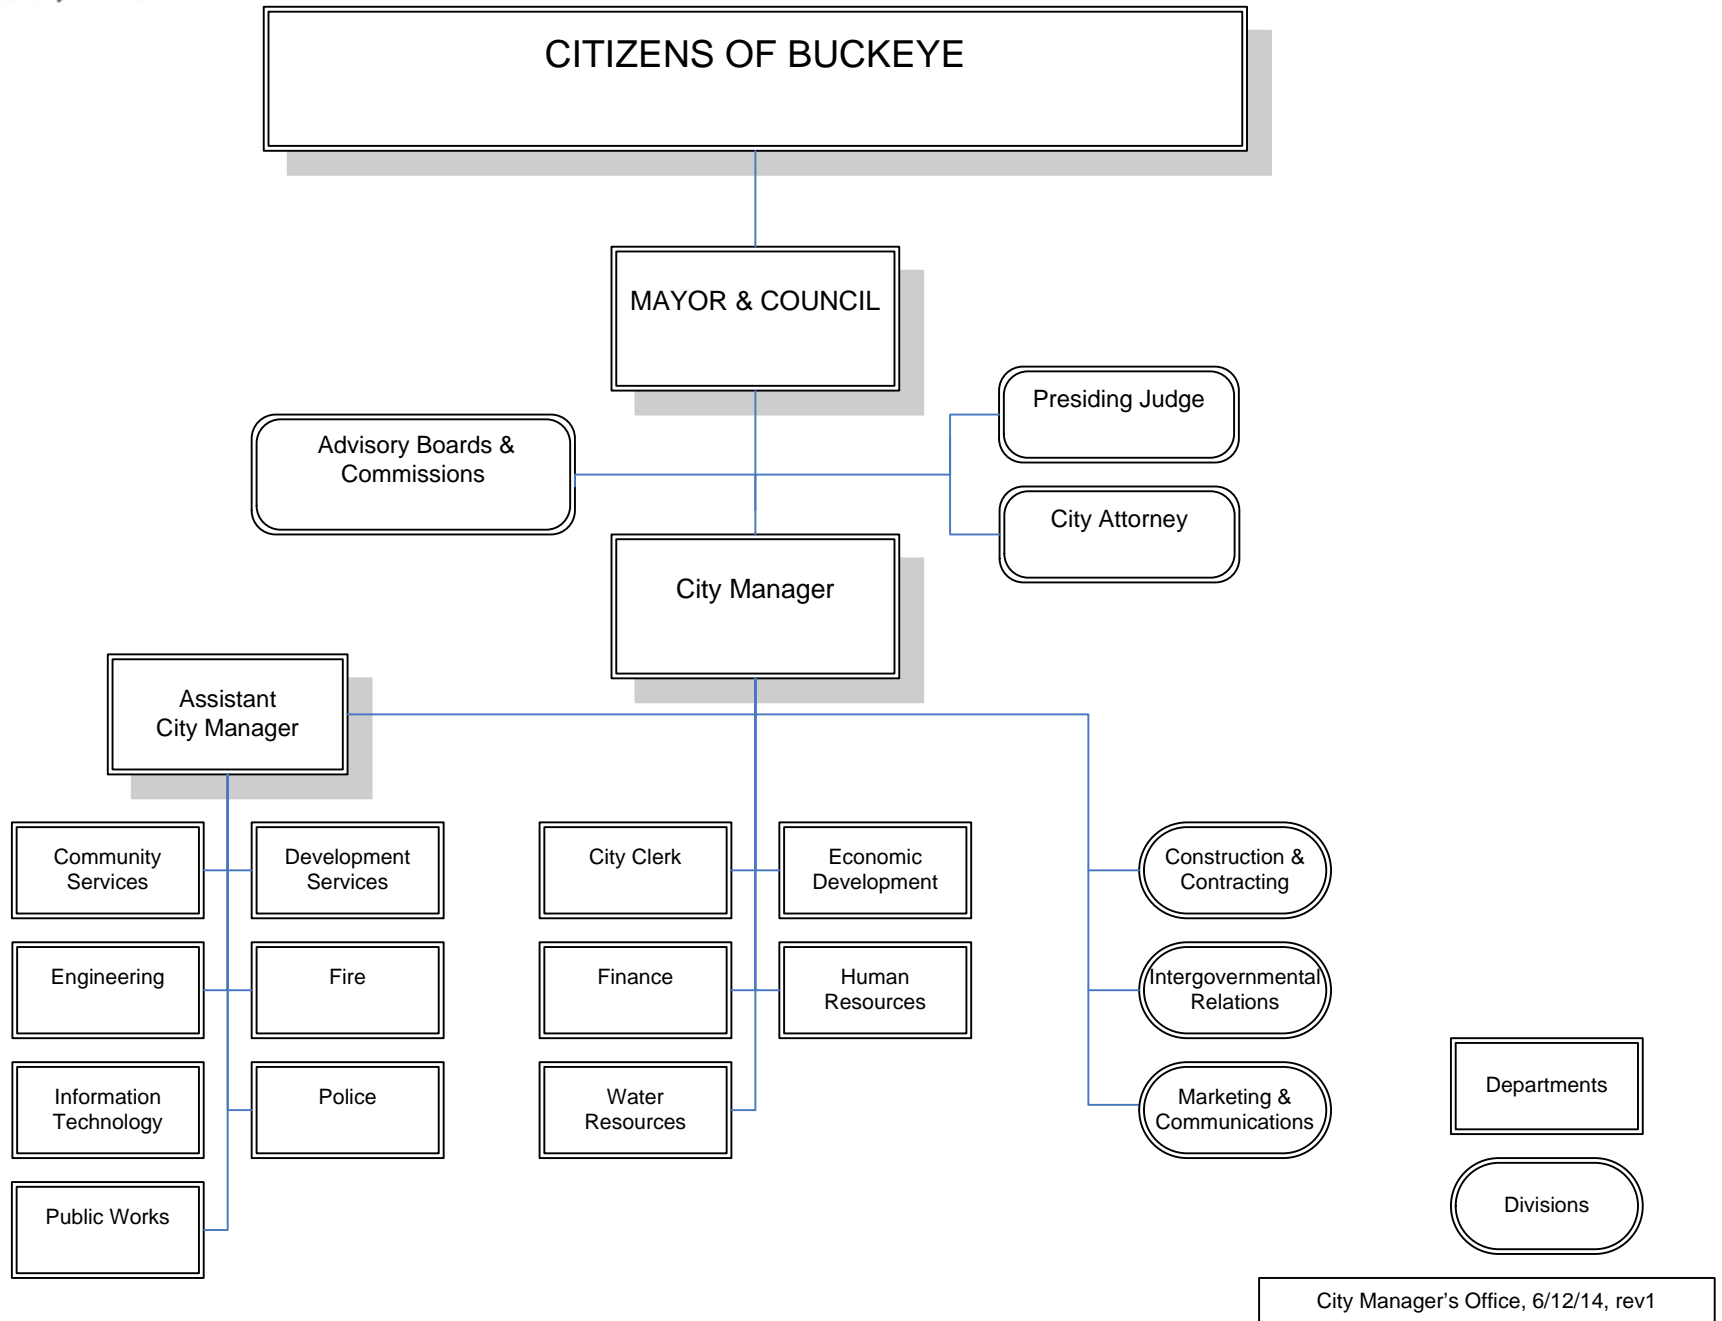 CITIZENS OF BUCKEYE
MAYOR & COUNCIL
Presiding Judge
Advisory Boards &
Commissions
City Attorney
City Manager
Assistant
City Manager
Community
Services
Development
Services
City Clerk
Economic
Development
Construction &
Contracting
Engineering
Fire
Finance
Human
Resources
Intergovernmental
Relations
Information
Technology
Police
Water
Resources
Marketing &
Communications
Departments
Public Works
Divisions
City Manager’s Office, 6/12/14, rev1